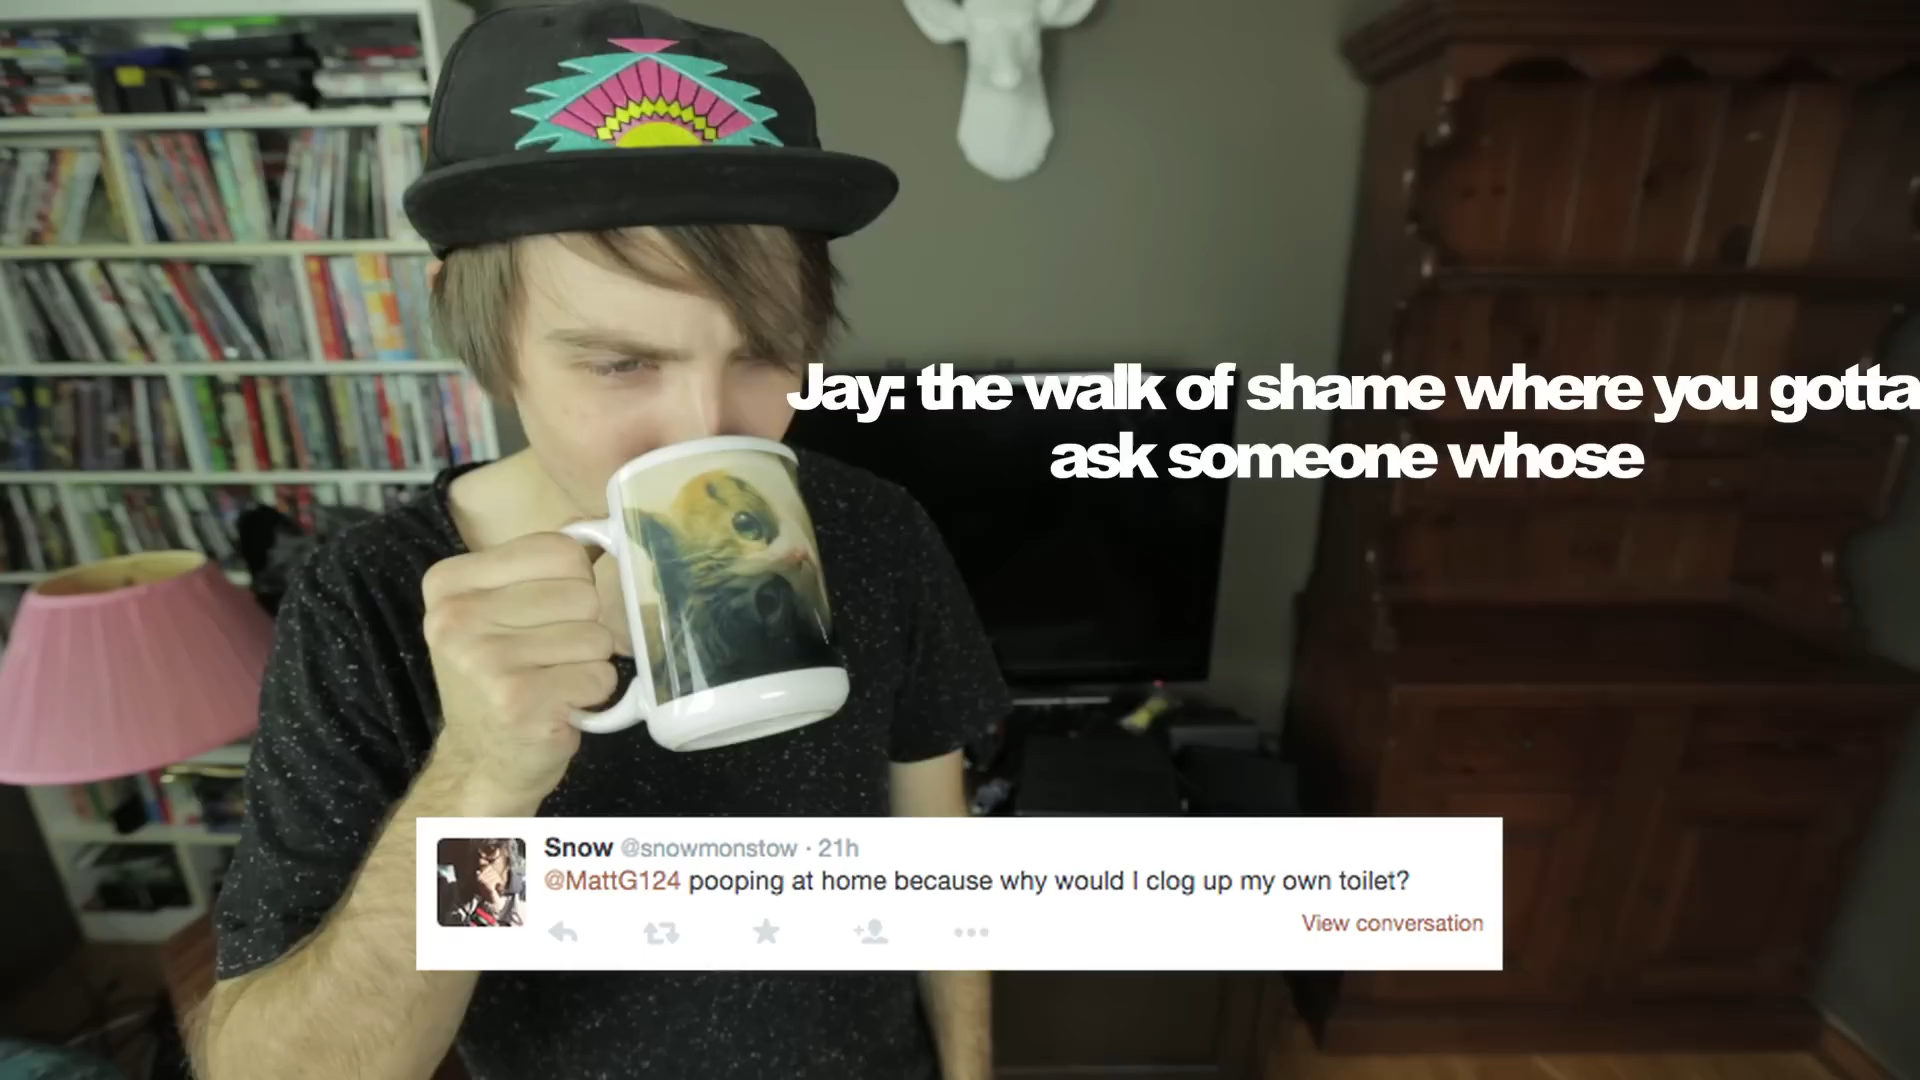 Jay: the walk of shame where you gotta
ask someone whose
Snow @snowmonstow · 21h
@MattG124 pooping at home because why would I clog up my own toilet?
View conversation